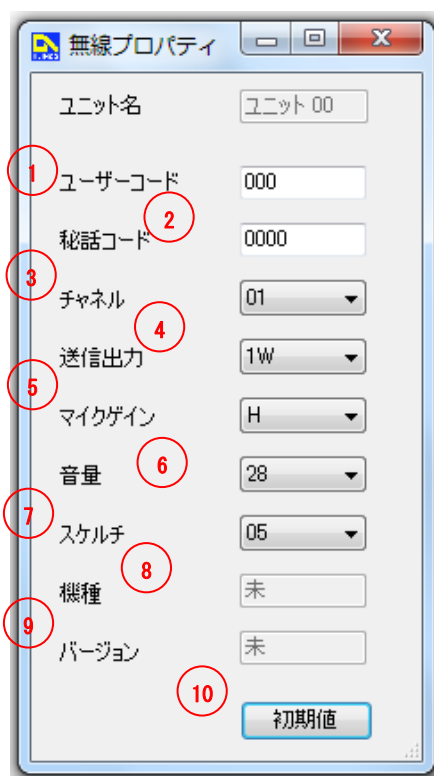 無線プロパティ
ユニット名 ユニット 00
1 ユーザーコード 000
2
秘話コード 0000
3 チャネル 01
4
送信出力 1W
5 マイクゲイン H
6
音量 28
7 スケルチ 05
8
機種 未
9 バージョン 未
10
初期値